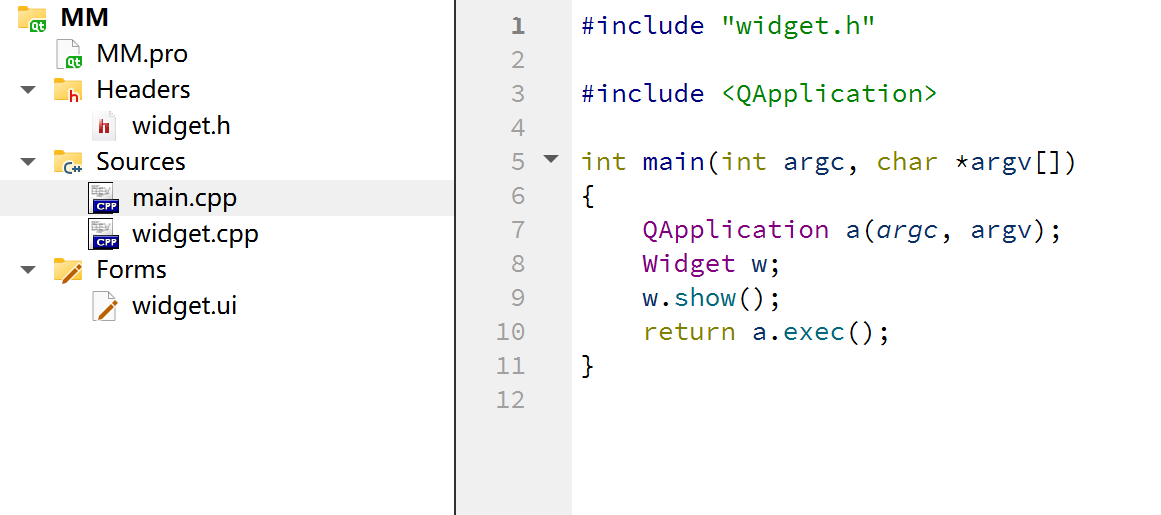 MM
MM.pro
Headers
widget.h
Sources
main.cpp
widget.cpp
Forms
widget.ui
1 #include "widget.h"
2
3 #include <QApplication>
4
5 int main(int argc, char *argv[])
6 {
7     QApplication a(argc, argv);
8     Widget w;
9     w.show();
10     return a.exec();
11 }
12